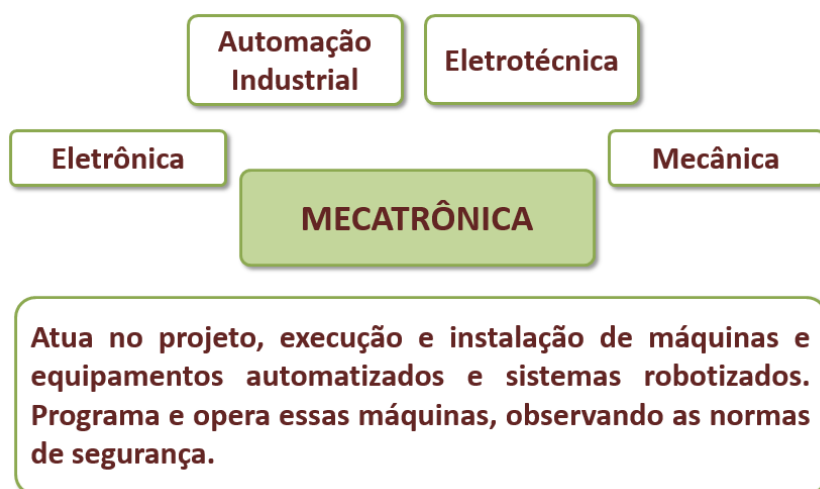 Automação
Industrial
Eletrotécnica
Eletrônica
Mecânica
MECATRÔNICA
Atua no projeto, execução e instalação de máquinas e
equipamentos automatizados e sistemas robotizados.
Programa e opera essas máquinas, observando as normas
de segurança.